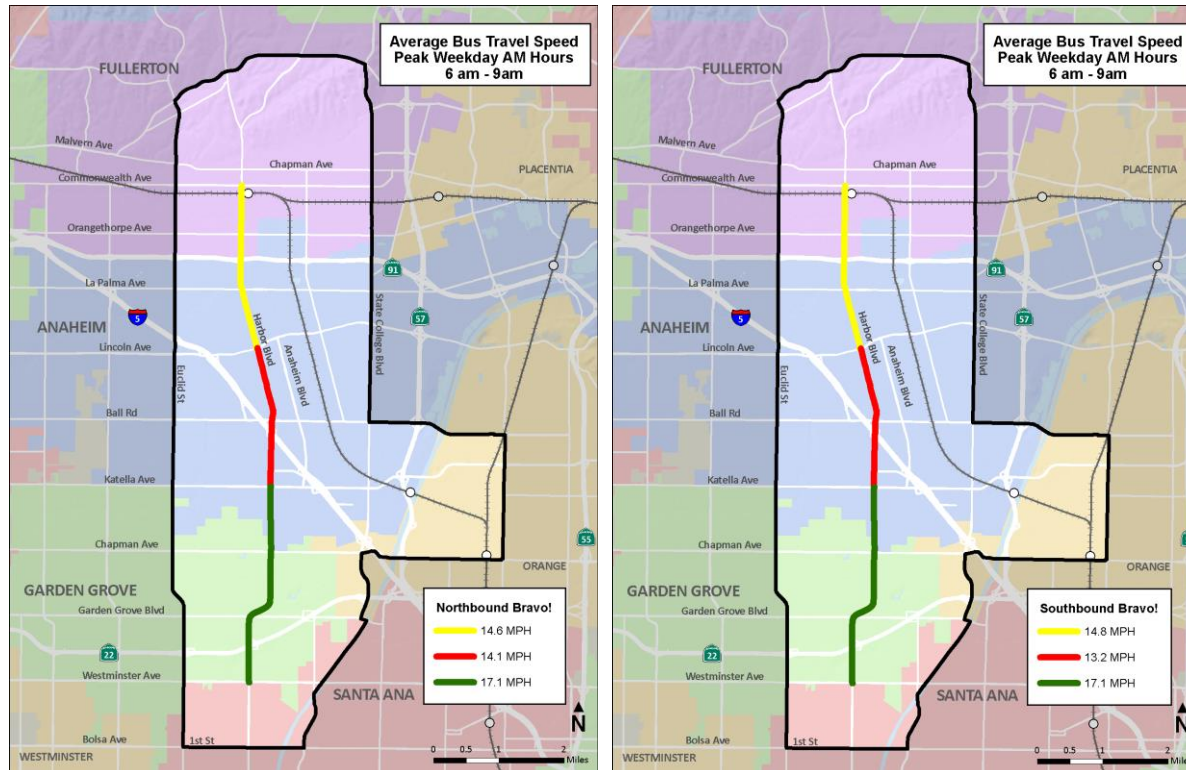 Average Bus Travel Speed
Peak Weekday AM Hours
6 am - 9am
FULLERTON
Malvern Ave
Chapman Ave
PLACENTIA
Commonwealth Ave
Orangethorpe Ave
91
La Palma Ave
State College Blvd
57
5
ANAHEIM
Harbor Blvd
Lincoln Ave
Anaheim Blvd
Euclid St
Ball Rd
Katella Ave
55
Chapman Ave
ORANGE
GARDEN GROVE
Garden Grove Blvd
22
Westminster Ave
SANTA ANA
Bolsa Ave
1st St
WESTMINSTER
Northbound Bravo!
14.6 MPH
14.1 MPH
17.1 MPH
N
0 0.5 1 2
Miles
Average Bus Travel Speed
Peak Weekday AM Hours
6 am - 9am
FULLERTON
Malvern Ave
Chapman Ave
PLACENTIA
Commonwealth Ave
Orangethorpe Ave
91
La Palma Ave
State College Blvd
57
5
ANAHEIM
Harbor Blvd
Lincoln Ave
Anaheim Blvd
Euclid St
Ball Rd
Katella Ave
Chapman Ave
ORANGE
GARDEN GROVE
Garden Grove Blvd
22
Westminster Ave
SANTA ANA
Bolsa Ave
1st St
WESTMINSTER
Southbound Bravo!
14.8 MPH
13.2 MPH
17.1 MPH
N
0 0.5 1 2